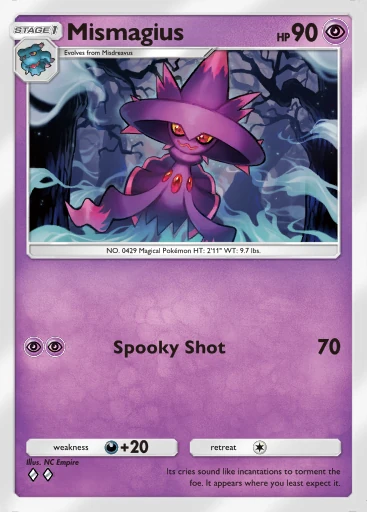 STAGE 1
Mismagius
HP 90
Evolves from Misdreavus
NO. 0429 Magical Pokémon HT: 2'11" WT: 9.7 lbs.
Spooky Shot 70
weakness +20 retreat
Illus. NC Empire
Its cries sound like incantations to torment the
foe. It appears where you least expect it.